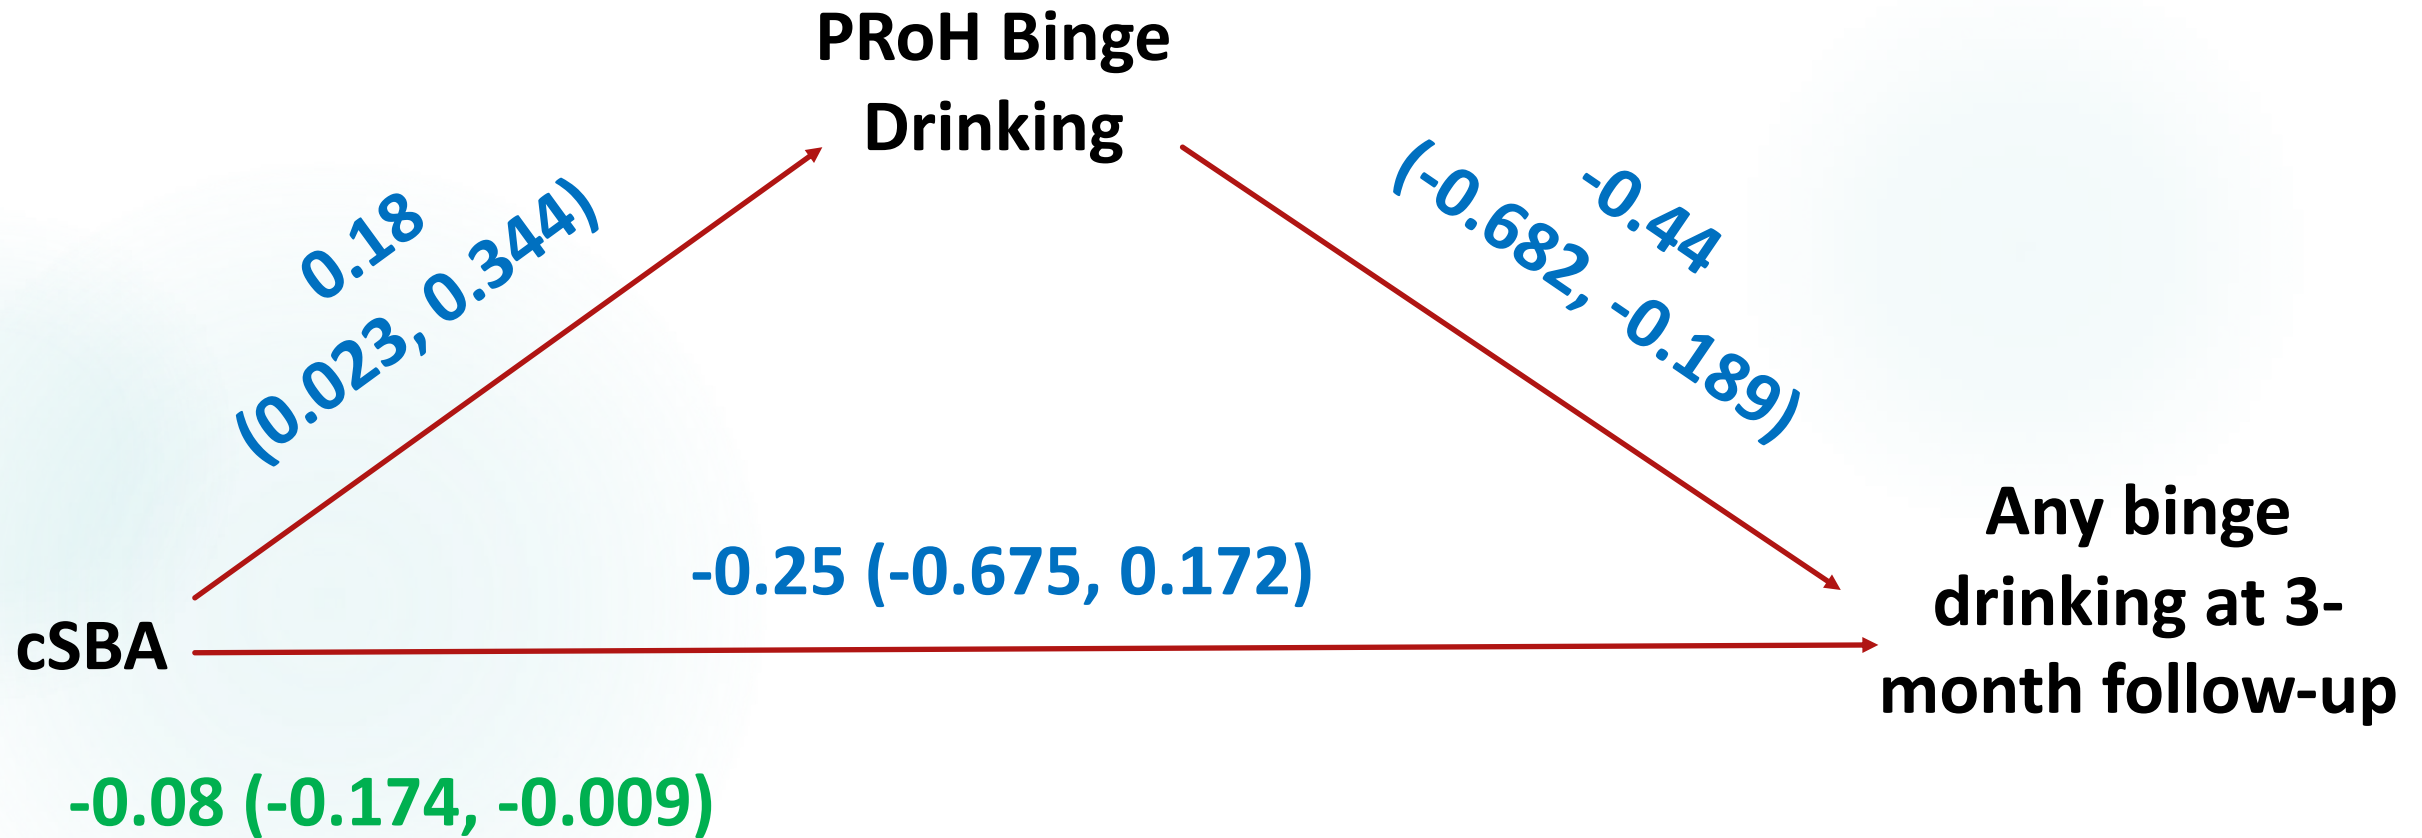 PRoH Binge
Drinking
0.18
(0.023, 0.344)
-0.44
(-0.682, -0.189)
-0.25 (-0.675, 0.172)
cSBA
Any binge
drinking at 3-
month follow-up
-0.08 (-0.174, -0.009)